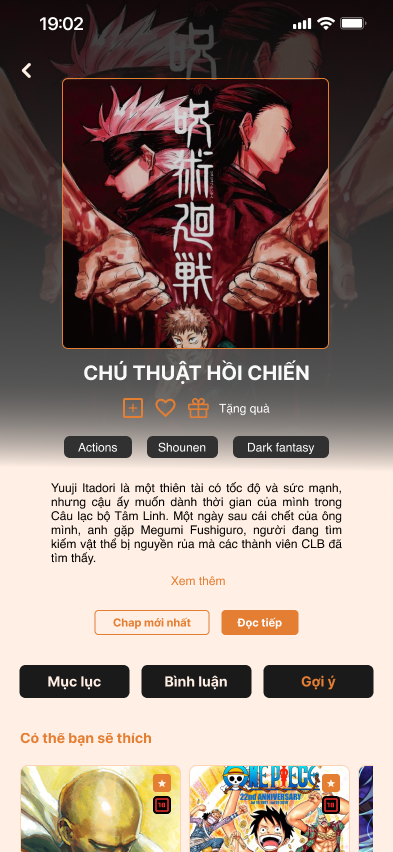 19:02
呪
呪術廻戦
CHÚ THUẬT HỒI CHIẾN
Tặng quà
Actions
Shounen
Dark fantasy
Yuuji Itadori là một thiên tài có tốc độ và sức mạnh,
nhưng cậu ấy muốn dành thời gian của mình trong
Câu lạc bộ Tâm Linh. Một ngày sau cái chết của ông
mình, anh gặp Megumi Fushiguro, người đang tìm
kiếm vật thể bị nguyền rủa mà các thành viên CLB đã
tìm thấy.
Xem thêm
Chap mới nhất
Đọc tiếp
Mục lục
Bình luận
Gợi ý
Có thể bạn sẽ thích
18
ONE PIECE
22nd ANNIVERSARY
18